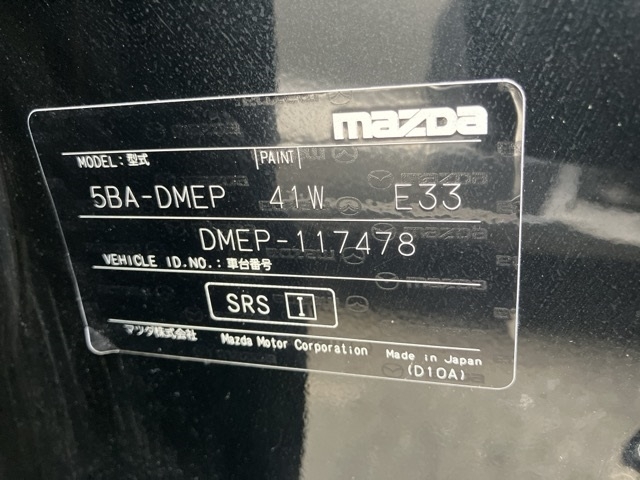 mazda
MODEL:型式 PAINT
5BA-DMEP 41W E33
DMEP-117478
VEHICLE ID.NO.:車台番号
SRS I
マツダ株式会社 Mazda Motor Corporation Made in Japan
(D10A)